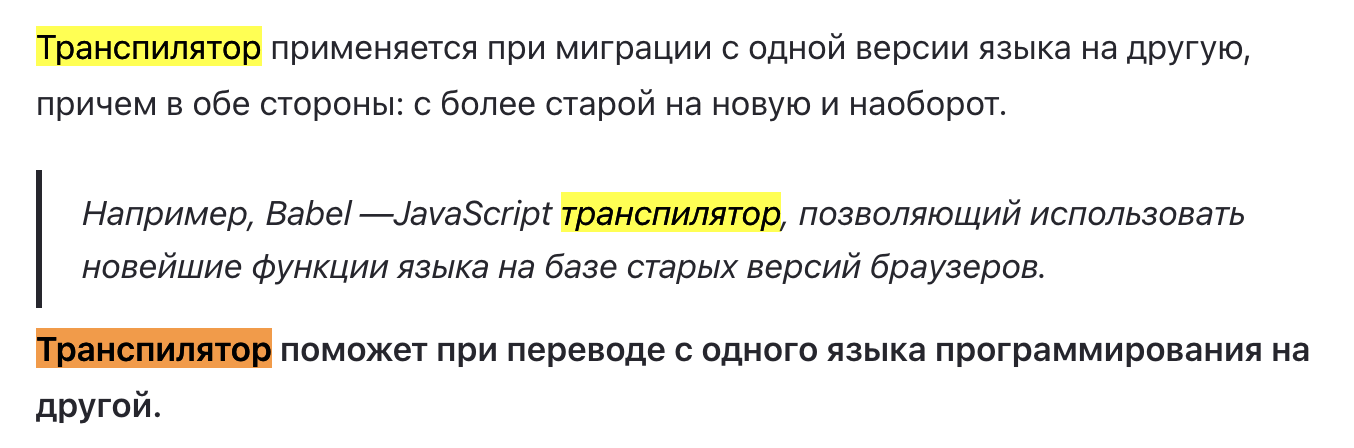 Транспилятор применяется при миграции с одной версии языка на другую,
причем в обе стороны: с более старой на новую и наоборот.
Например, Babel —JavaScript транспилятор, позволяющий использовать
новейшие функции языка на базе старых версий браузеров.
Транспилятор поможет при переводе с одного языка программирования на
другой.